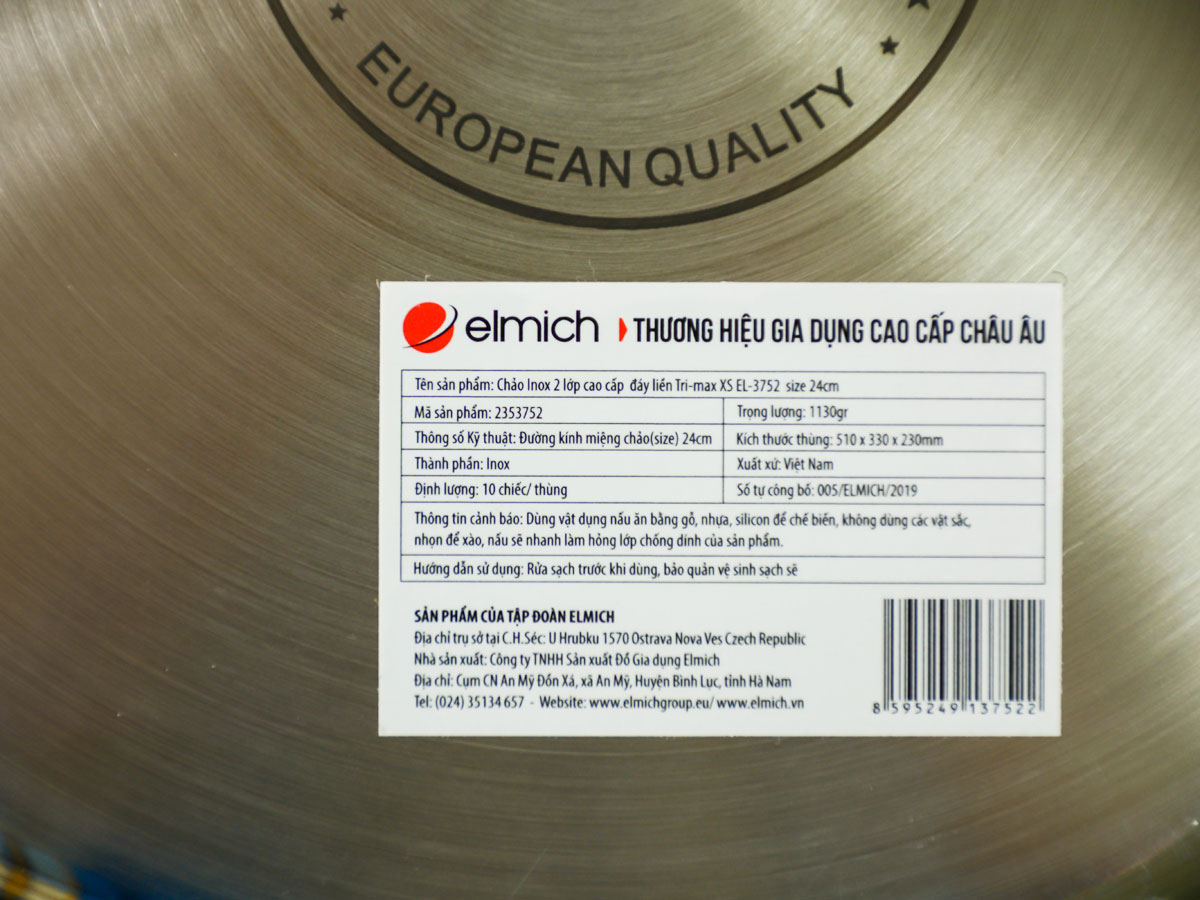 EUROPEAN QUALITY
elmich THƯƠNG HIỆU GIA DỤNG CAO CẤP CHÂU ÂU
Tên sản phẩm: Chảo Inox 2 lớp cao cấp đáy liền Tri-max XS EL-3752 size 24cm
Mã sản phẩm: 2353752
Trọng lượng: 1130gr
Thông số Kỹ thuật: Đường kính miệng chảo(size) 24cm
Kích thước thùng: 510 x 330 x 230mm
Thành phần: Inox
Xuất xứ: Việt Nam
Định lượng: 10 chiếc/ thùng
Số tự công bố: 005/ELMICH/2019
Thông tin cảnh báo: Dùng vật dụng nấu ăn bằng gỗ, nhựa, silicon để chế biến, không dùng các vật sắc,
nhọn để xào, nấu sẽ nhanh làm hỏng lớp chống dính của sản phẩm.
Hướng dẫn sử dụng: Rửa sạch trước khi dùng, bảo quản vệ sinh sạch sẽ
SẢN PHẨM CỦA TẬP ĐOÀN ELMICH
Địa chỉ trụ sở tại C.H.Séc: U Hrubku 1570 Ostrava Nova Ves Czech Republic
Nhà sản xuất: Công ty TNHH Sản xuất Đồ Gia dụng Elmich
Địa chỉ: Cụm CN An Mỹ Đồn Xá, xã An Mỹ, Huyện Bình Lục, tỉnh Hà Nam
Tel: (024) 35134 657 - Website: www.elmichgroup.eu/ www.elmich.vn
8 595249 137522